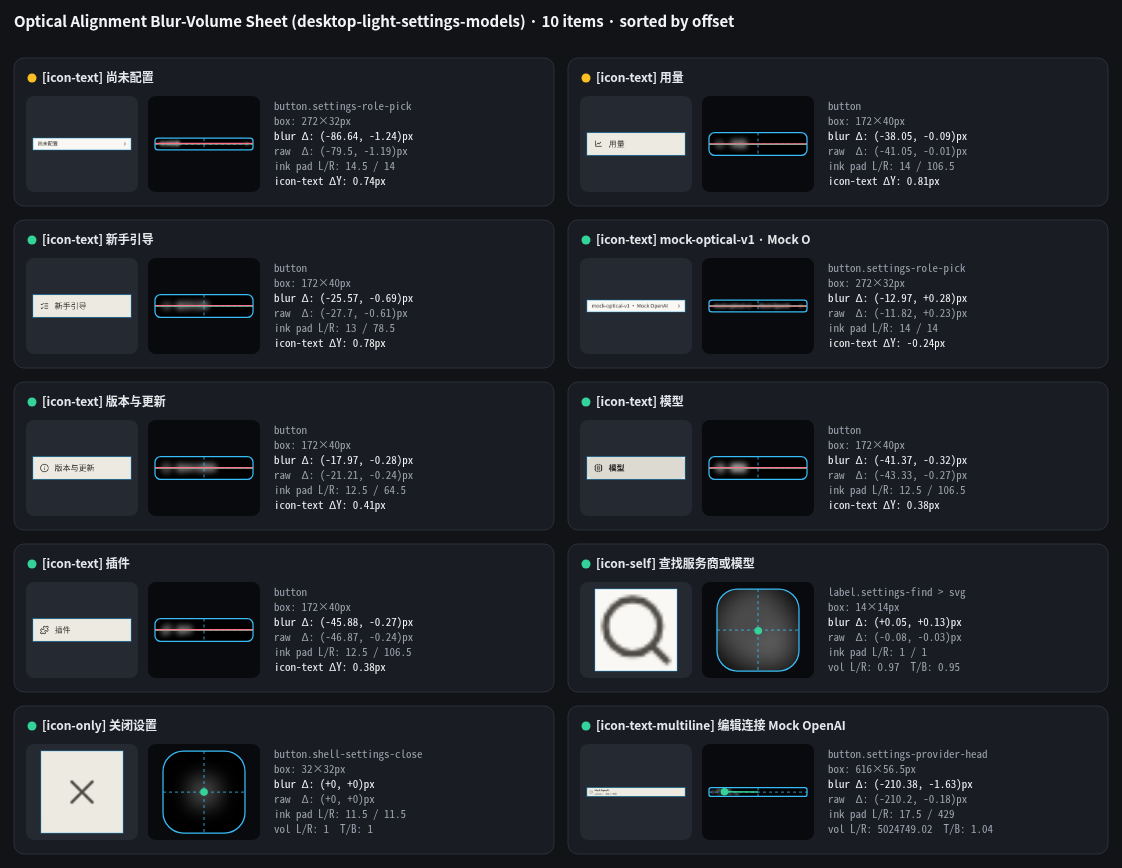 Optical Alignment Blur-Volume Sheet (desktop-light-settings-models) · 10 items · sorted by offset
[icon-text] 尚未配置
尚未配置
button.settings-role-pick
box: 272×32px
blur Δ: (-86.64, -1.24)px
raw Δ: (-79.5, -1.19)px
ink pad L/R: 14.5 / 14
icon-text ΔY: 0.74px
[icon-text] 用量
用量
button
box: 172×40px
blur Δ: (-38.05, -0.09)px
raw Δ: (-41.05, -0.01)px
ink pad L/R: 14 / 106.5
icon-text ΔY: 0.81px
[icon-text] 新手引导
新手引导
button
box: 172×40px
blur Δ: (-25.57, -0.69)px
raw Δ: (-27.7, -0.61)px
ink pad L/R: 13 / 78.5
icon-text ΔY: 0.78px
[icon-text] mock-optical-v1 · Mock O
mock-optical-v1 · Mock OpenAI
button.settings-role-pick
box: 272×32px
blur Δ: (-12.97, +0.28)px
raw Δ: (-11.82, +0.23)px
ink pad L/R: 14 / 14
icon-text ΔY: -0.24px
[icon-text] 版本与更新
版本与更新
button
box: 172×40px
blur Δ: (-17.97, -0.28)px
raw Δ: (-21.21, -0.24)px
ink pad L/R: 12.5 / 64.5
icon-text ΔY: 0.41px
[icon-text] 模型
模型
button
box: 172×40px
blur Δ: (-41.37, -0.32)px
raw Δ: (-43.33, -0.27)px
ink pad L/R: 12.5 / 106.5
icon-text ΔY: 0.38px
[icon-text] 插件
插件
button
box: 172×40px
blur Δ: (-45.88, -0.27)px
raw Δ: (-46.87, -0.24)px
ink pad L/R: 12.5 / 106.5
icon-text ΔY: 0.38px
[icon-self] 查找服务商或模型
label.settings-find > svg
box: 14×14px
blur Δ: (+0.05, +0.13)px
raw Δ: (-0.08, -0.03)px
ink pad L/R: 1 / 1
vol L/R: 0.97 T/B: 0.95
[icon-only] 关闭设置
button.shell-settings-close
box: 32×32px
blur Δ: (+0, +0)px
raw Δ: (+0, +0)px
ink pad L/R: 11.5 / 11.5
vol L/R: 1 T/B: 1
[icon-text-multiline] 编辑连接 Mock OpenAI
button.settings-provider-head
box: 616×56.5px
blur Δ: (-210.38, -1.63)px
raw Δ: (-210.2, -0.18)px
ink pad L/R: 17.5 / 429
vol L/R: 5024749.02 T/B: 1.04